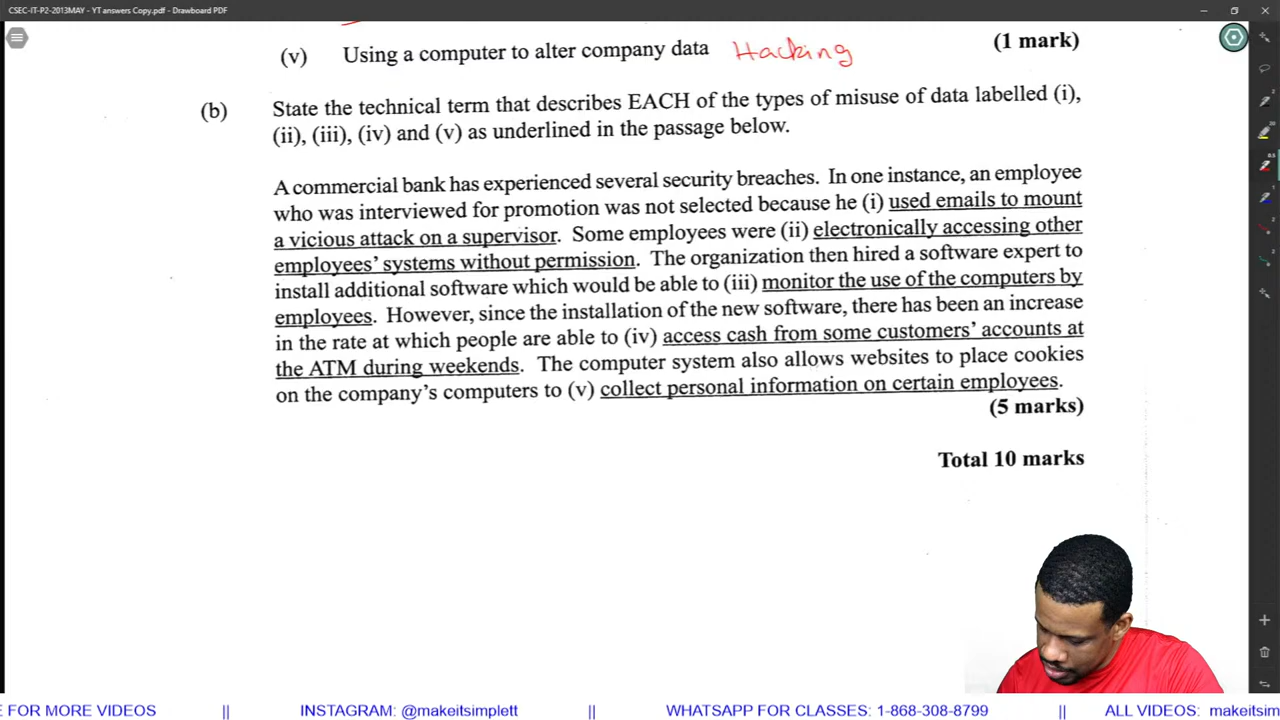 CSEC-IT-P2-2013MAY - YT answers Copy.pdf - Drawboard PDF
(v) Using a computer to alter company data Hacking (1 mark)
(b) State the technical term that describes EACH of the types of misuse of data labelled (i),
(ii), (iii), (iv) and (v) as underlined in the passage below.
A commercial bank has experienced several security breaches. In one instance, an employee
who was interviewed for promotion was not selected because he (i) used emails to mount
a vicious attack on a supervisor. Some employees were (ii) electronically accessing other
employees' systems without permission. The organization then hired a software expert to
install additional software which would be able to (iii) monitor the use of the computers by
employees. However, since the installation of the new software, there has been an increase
in the rate at which people are able to (iv) access cash from some customers' accounts at
the ATM during weekends. The computer system also allows websites to place cookies
on the company's computers to (v) collect personal information on certain employees.
(5 marks)
Total 10 marks
E FOR MORE VIDEOS || INSTAGRAM: @makeitsimplett || WHATSAPP FOR CLASSES: 1-868-308-8799 || ALL VIDEOS: makeitsim